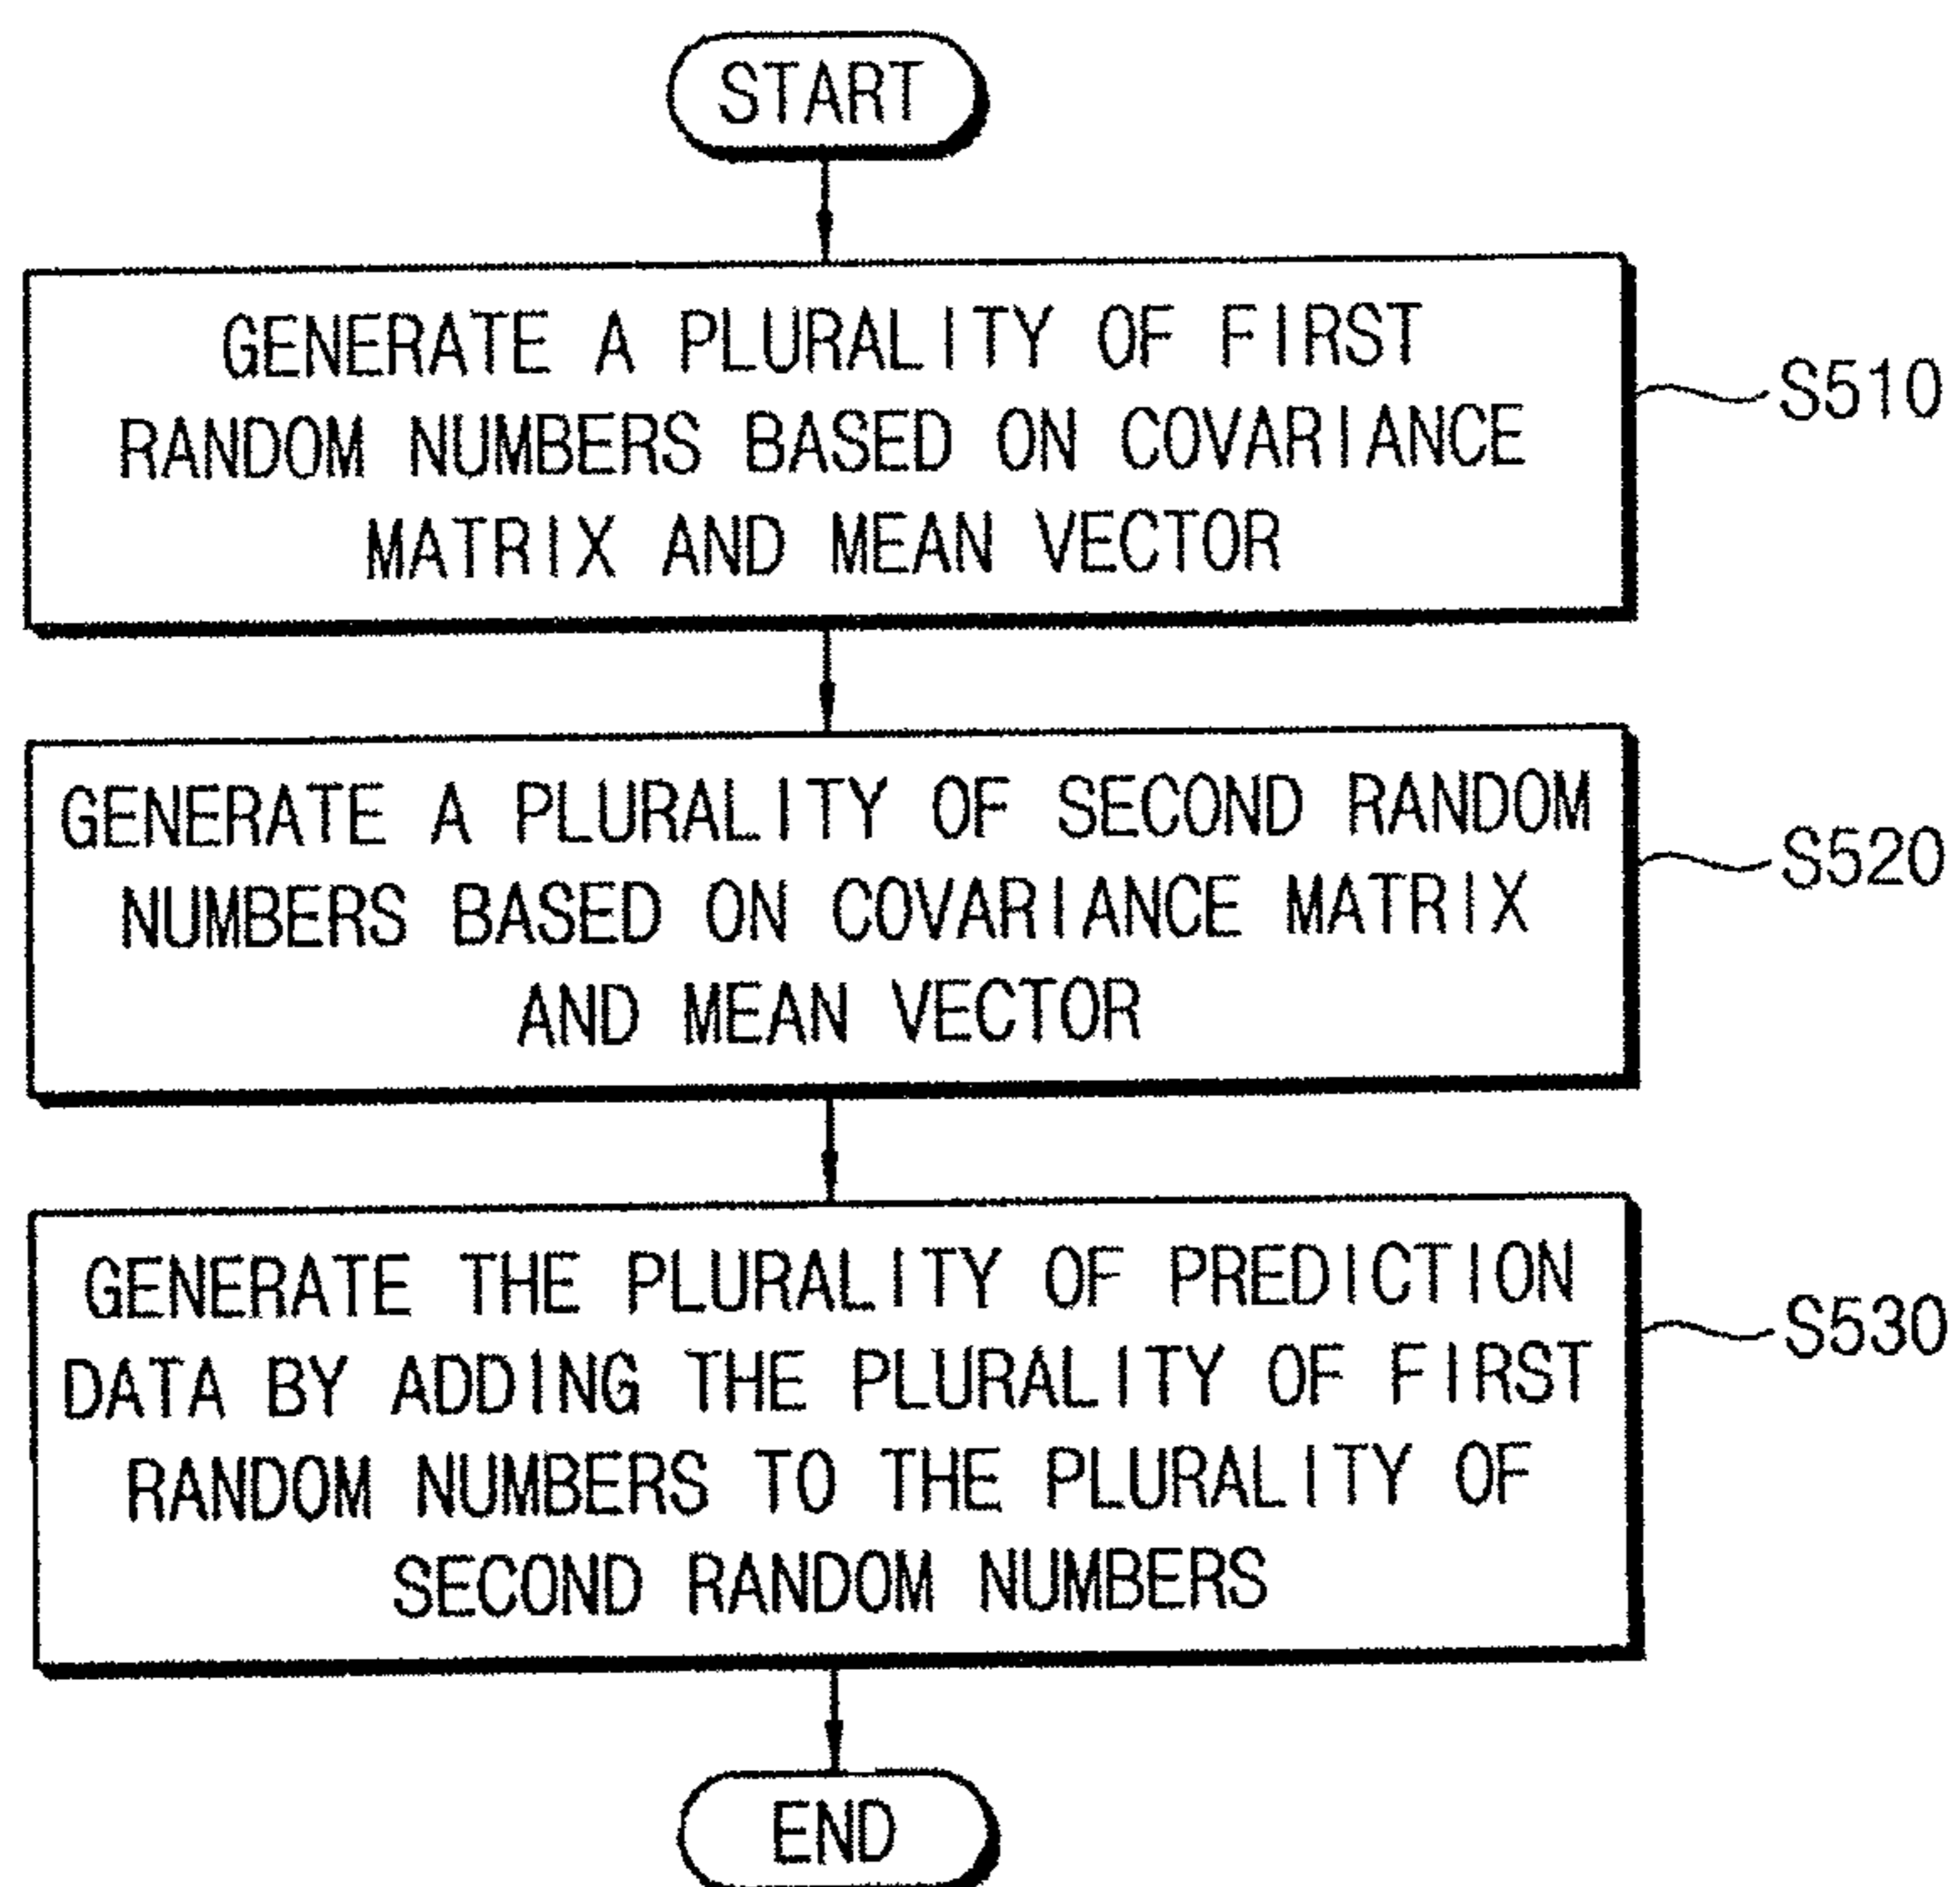 START
GENERATE A PLURALITY OF FIRST
RANDOM NUMBERS BASED ON COVARIANCE
MATRIX AND MEAN VECTOR
S510
GENERATE A PLURALITY OF SECOND RANDOM
NUMBERS BASED ON COVARIANCE MATRIX
AND MEAN VECTOR
S520
GENERATE THE PLURALITY OF PREDICTION
DATA BY ADDING THE PLURALITY OF FIRST
RANDOM NUMBERS TO THE PLURALITY OF
SECOND RANDOM NUMBERS
S530
END